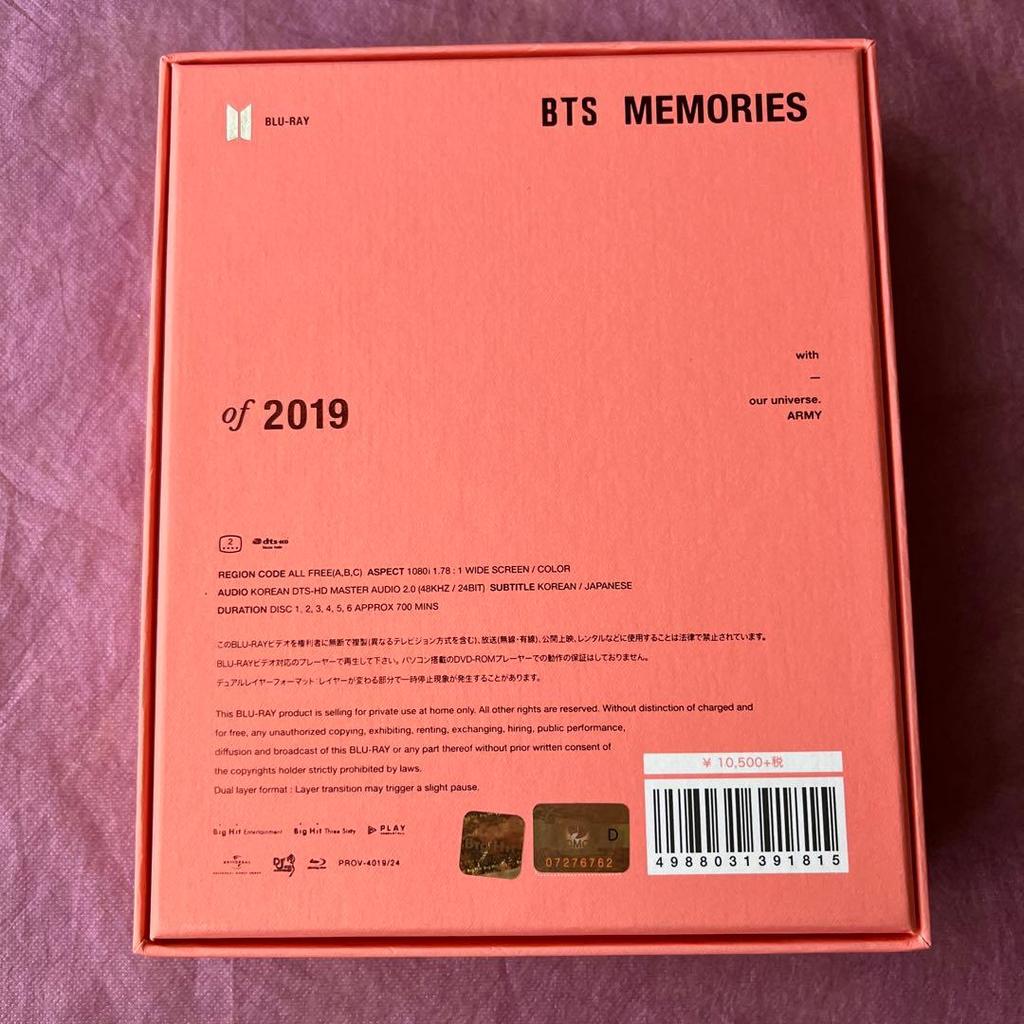 BLU-RAY
BTS MEMORIES
with
—
our universe.
ARMY
of 2019
2
dts-HD
REGION CODE ALL FREE(A,B,C) ASPECT 1080i 1.78 : 1 WIDE SCREEN / COLOR
AUDIO KOREAN DTS-HD MASTER AUDIO 2.0 (48KHZ / 24BIT) SUBTITLE KOREAN / JAPANESE
DURATION DISC 1, 2, 3, 4, 5, 6 APPROX 700 MINS
このBLU-RAYビデオを権利者に無断で複製(異なるテレビジョン方式を含む)、放送(無線・有線)、公開上映、レンタルなどに使用することは法律で禁止されています。
BLU-RAYビデオ対応のプレーヤーで再生して下さい。パソコン搭載のDVD-ROMプレーヤーでの動作の保証はしておりません。
デュアルレイヤーフォーマット：レイヤーが変わる部分で一時停止現象が発生することがあります。
This BLU-RAY product is selling for private use at home only. All other rights are reserved. Without distinction of charged and
for free, any unauthorized copying, exhibiting, renting, exchanging, hiring, public performance,
diffusion and broadcast of this BLU-RAY or any part thereof without prior written consent of
the copyrights holder strictly prohibited by laws.
Dual layer format : Layer transition may trigger a slight pause.
¥ 10,500+税
4988031391815
Big Hit Entertainment Big Hit Three Sixty PLAY
BigHit
D
07276762
UNIVERSAL
PROV-4019/24